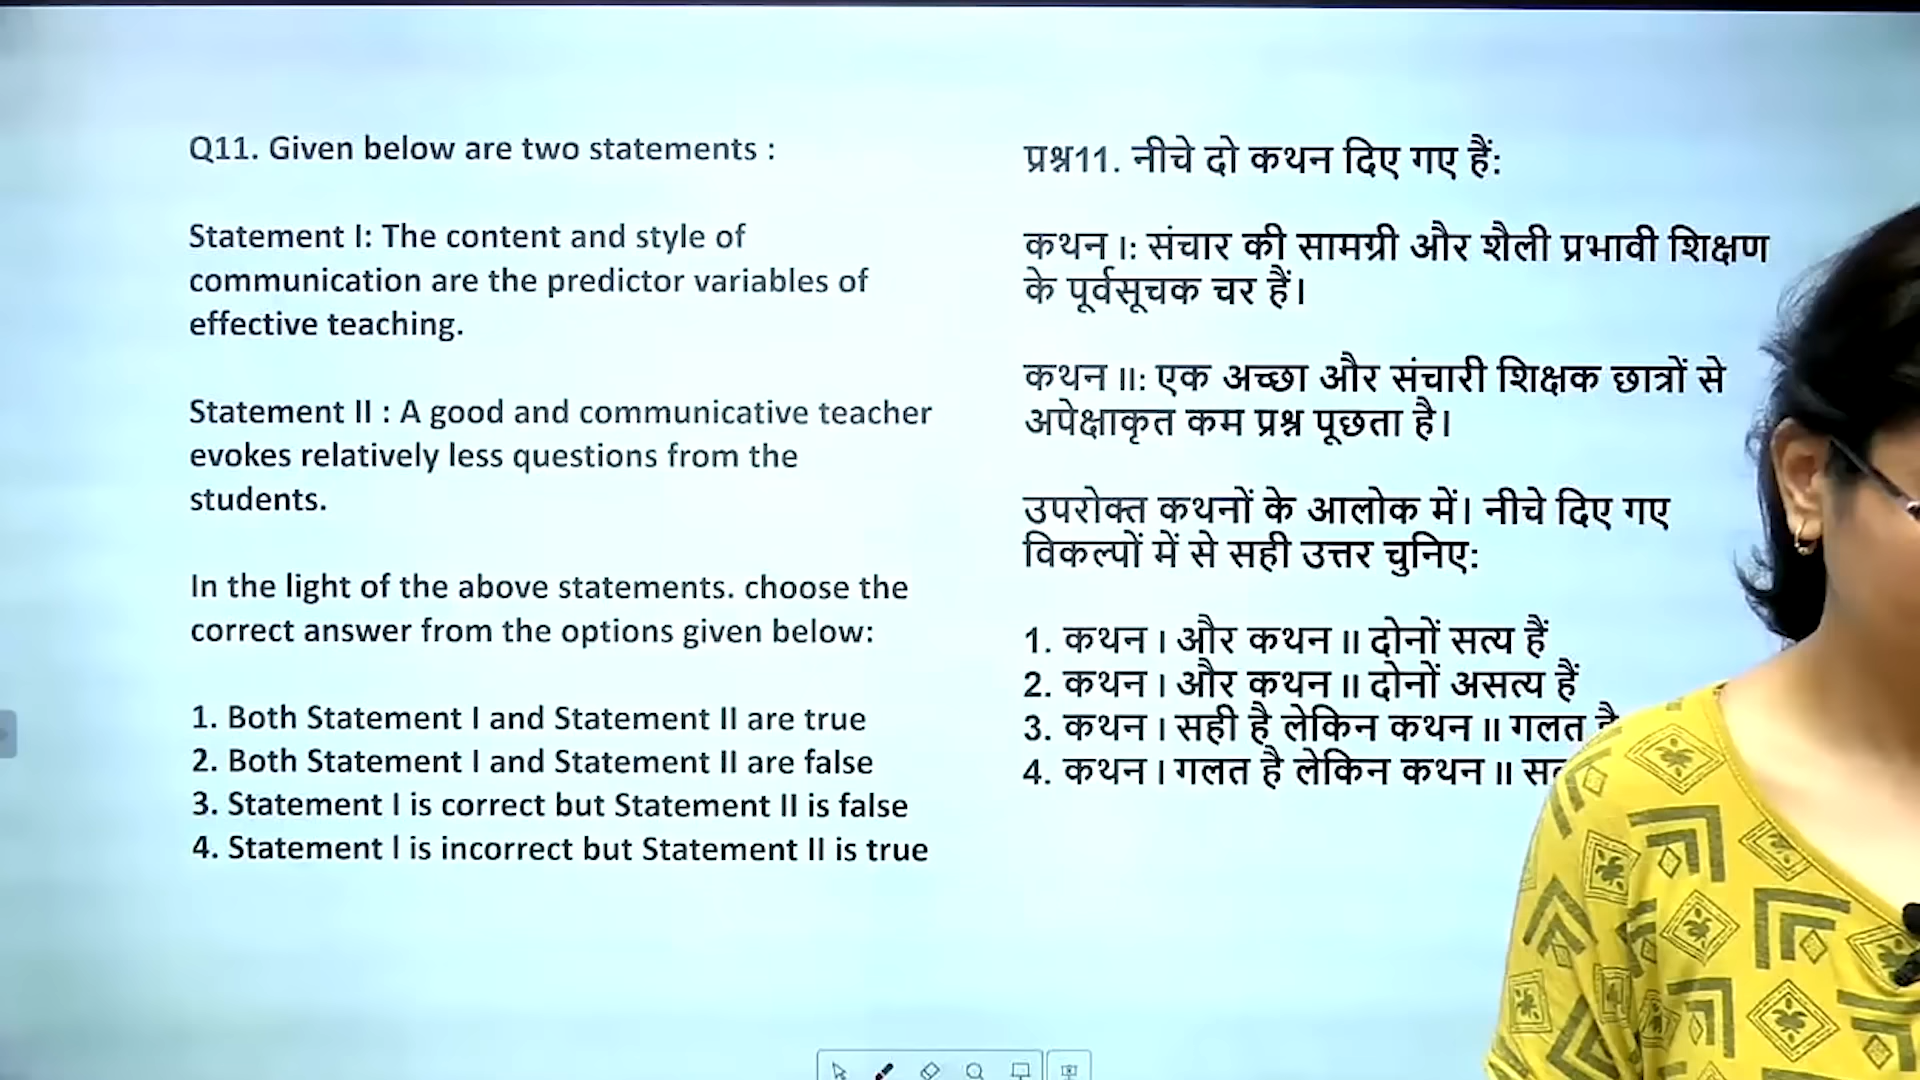 Q11. Given below are two statements :
Statement I: The content and style of
communication are the predictor variables of
effective teaching.
Statement II : A good and communicative teacher
evokes relatively less questions from the
students.
In the light of the above statements. choose the
correct answer from the options given below:
1. Both Statement I and Statement II are true
2. Both Statement I and Statement II are false
3. Statement I is correct but Statement II is false
4. Statement I is incorrect but Statement II is true
प्रश्न11. नीचे दो कथन दिए गए हैं:
कथन I: संचार की सामग्री और शैली प्रभावी शिक्षण
के पूर्वसूचक चर हैं।
कथन II: एक अच्छा और संचारी शिक्षक छात्रों से
अपेक्षाकृत कम प्रश्न पूछता है।
उपरोक्त कथनों के आलोक में। नीचे दिए गए
विकल्पों में से सही उत्तर चुनिए:
1. कथन I और कथन II दोनों सत्य हैं
2. कथन I और कथन II दोनों असत्य हैं
3. कथन I सही है लेकिन कथन II गलत है
4. कथन I गलत है लेकिन कथन II